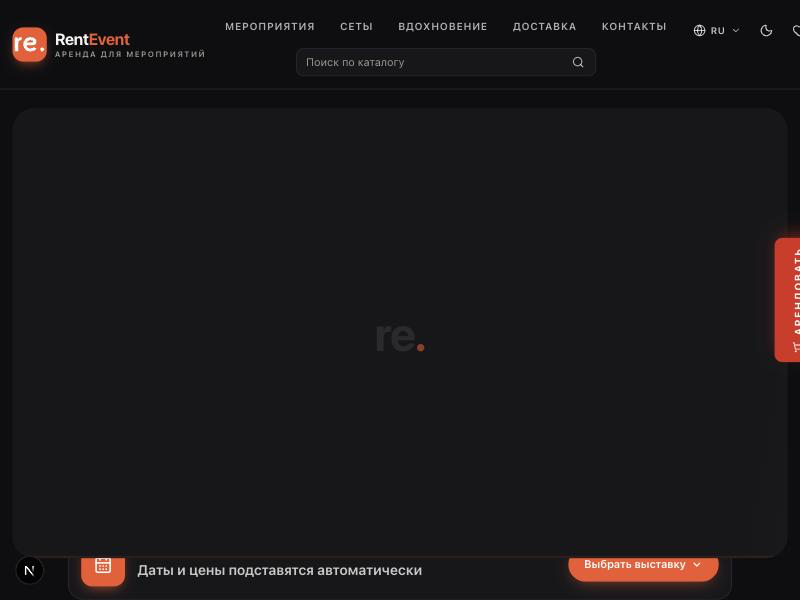 re.
RentEvent
АРЕНДА ДЛЯ МЕРОПРИЯТИЙ
МЕРОПРИЯТИЯ СЕТЫ ВДОХНОВЕНИЕ ДОСТАВКА КОНТАКТЫ
RU
Поиск по каталогу
АРЕНДОВАТЬ
re.
N
Даты и цены подставятся автоматически
Выбрать выставку